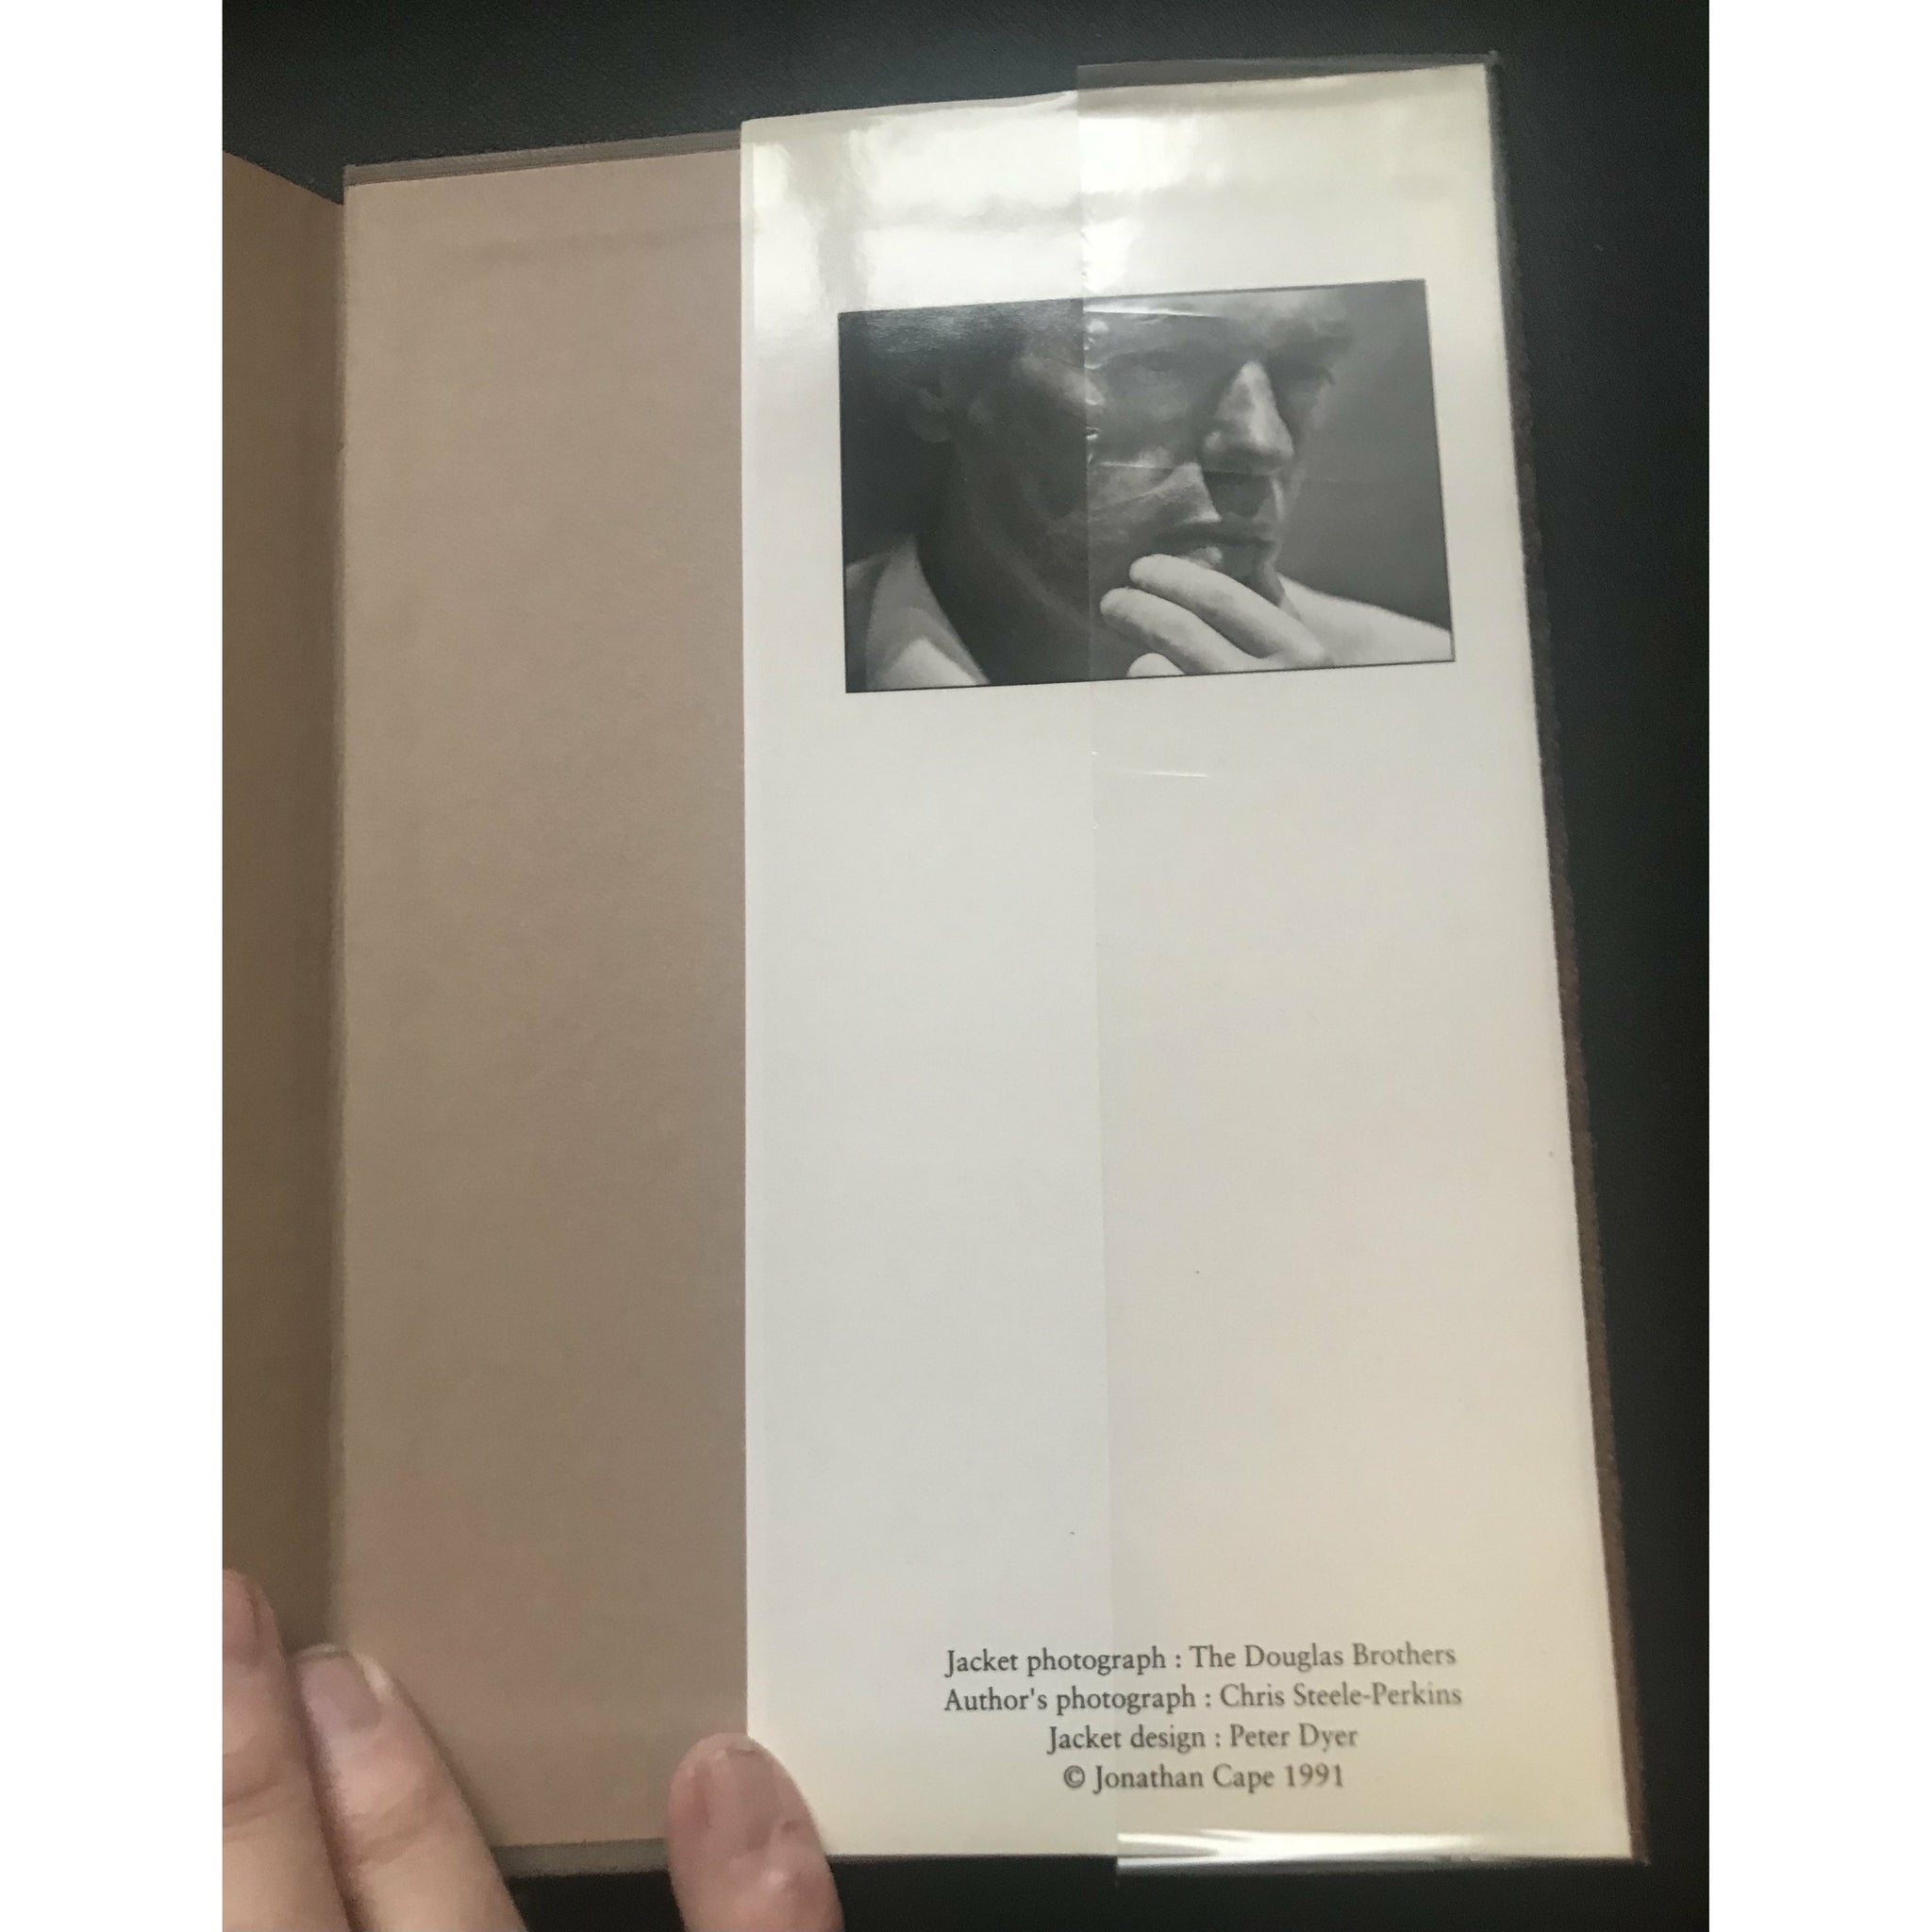 Jacket photograph : The Douglas Brothers
Author's photograph : Chris Steele-Perkins
Jacket design : Peter Dyer
© Jonathan Cape 1991